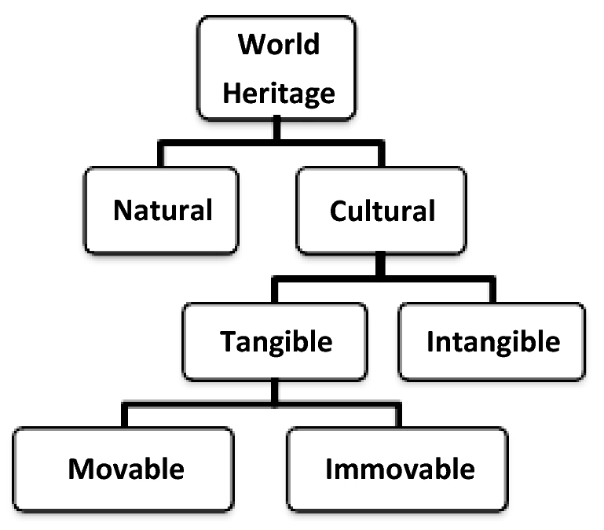 World
Heritage
Natural
Cultural
Tangible
Intangible
Movable
Immovable